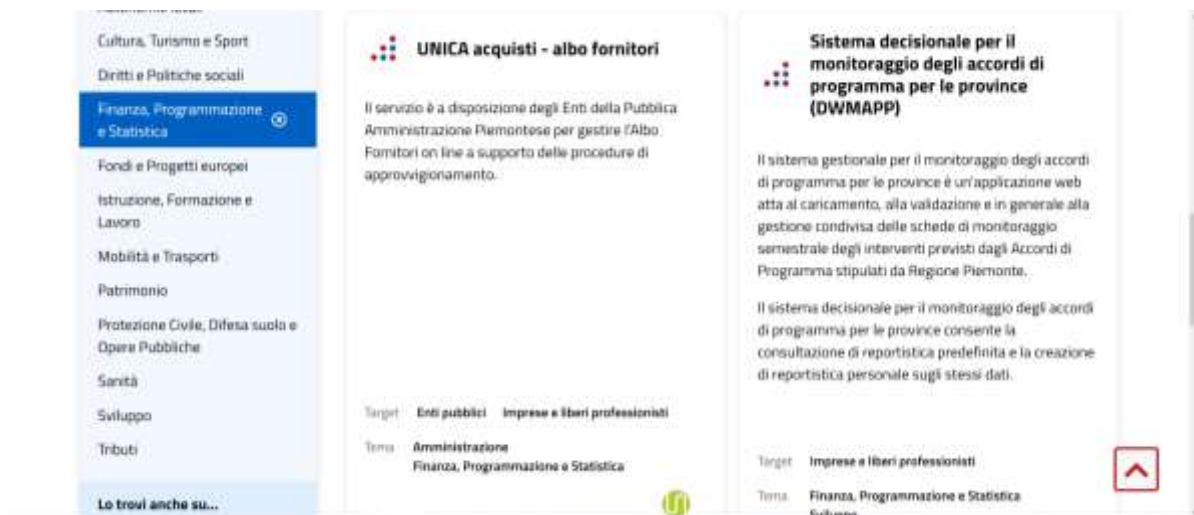 Cultura, Turismo e Sport
Diritti e Politiche sociali
Finanza, Programmazione
e Statistica
Fondi e Progetti europei
Istruzione, Formazione e
Lavoro
Mobilità e Trasporti
Patrimonio
Protezione Civile, Difesa suolo e
Opere Pubbliche
Sanità
Sviluppo
Tributi
Lo trovi anche su...
UNICA acquisti - albo fornitori
Il servizio è a disposizione degli Enti della Pubblica
Amministrazione Piemontese per gestire l'Albo
Fornitori on line a supporto delle procedure di
approvvigionamento.
Target Enti pubblici Imprese e liberi professionisti
Tema Amministrazione
Finanza, Programmazione e Statistica
Sistema decisionale per il
monitoraggio degli accordi di
programma per le province
(DWMAPP)
Il sistema gestionale per il monitoraggio degli accordi
di programma per le province è un'applicazione web
atta al caricamento, alla validazione e in generale alla
gestione condivisa delle schede di monitoraggio
semestrale degli interventi previsti dagli Accordi di
Programma stipulati da Regione Piemonte.
Il sistema decisionale per il monitoraggio degli accordi
di programma per le province consente la
consultazione di reportistica predefinita e la creazione
di reportistica personale sugli stessi dati.
Target Imprese e liberi professionisti
Tema Finanza, Programmazione e Statistica